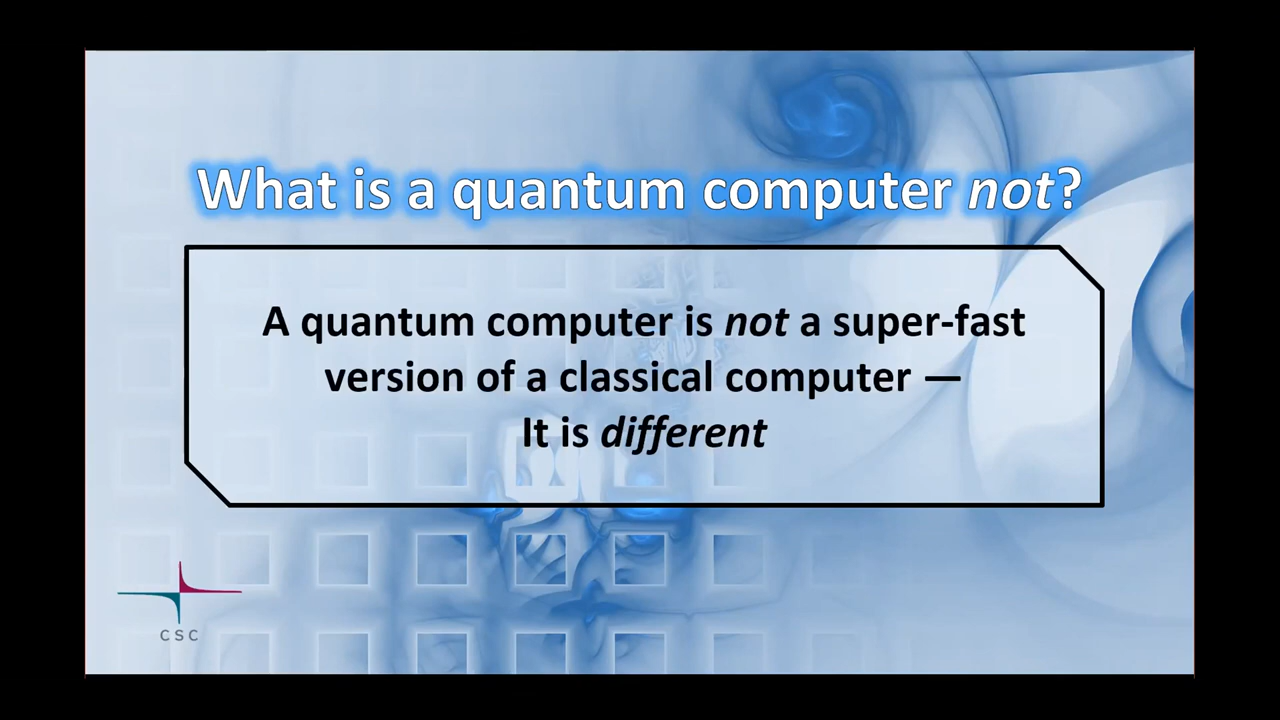 What is a quantum computer not?
A quantum computer is not a super-fast
version of a classical computer —
It is different
CSC